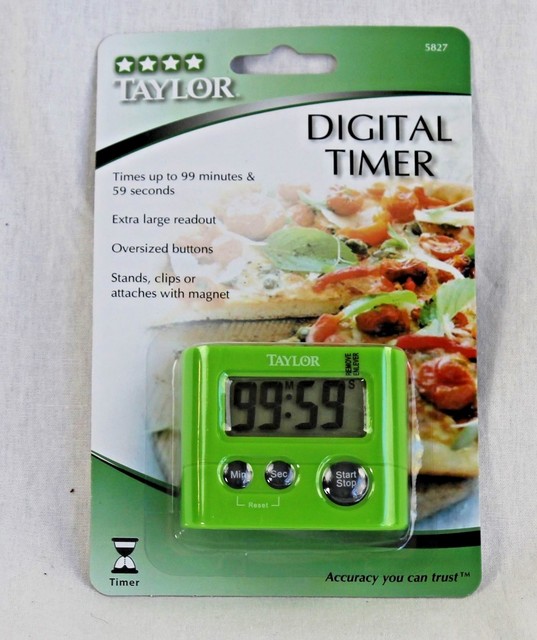 5827
TAYLOR
DIGITAL
TIMER
Times up to 99 minutes &
59 seconds
Extra large readout
Oversized buttons
Stands, clips or
attaches with magnet
TAYLOR
REMOVE
ENLEVER
M S
99:59
Min Sec Start
Stop
Reset
Timer
Accuracy you can trust™